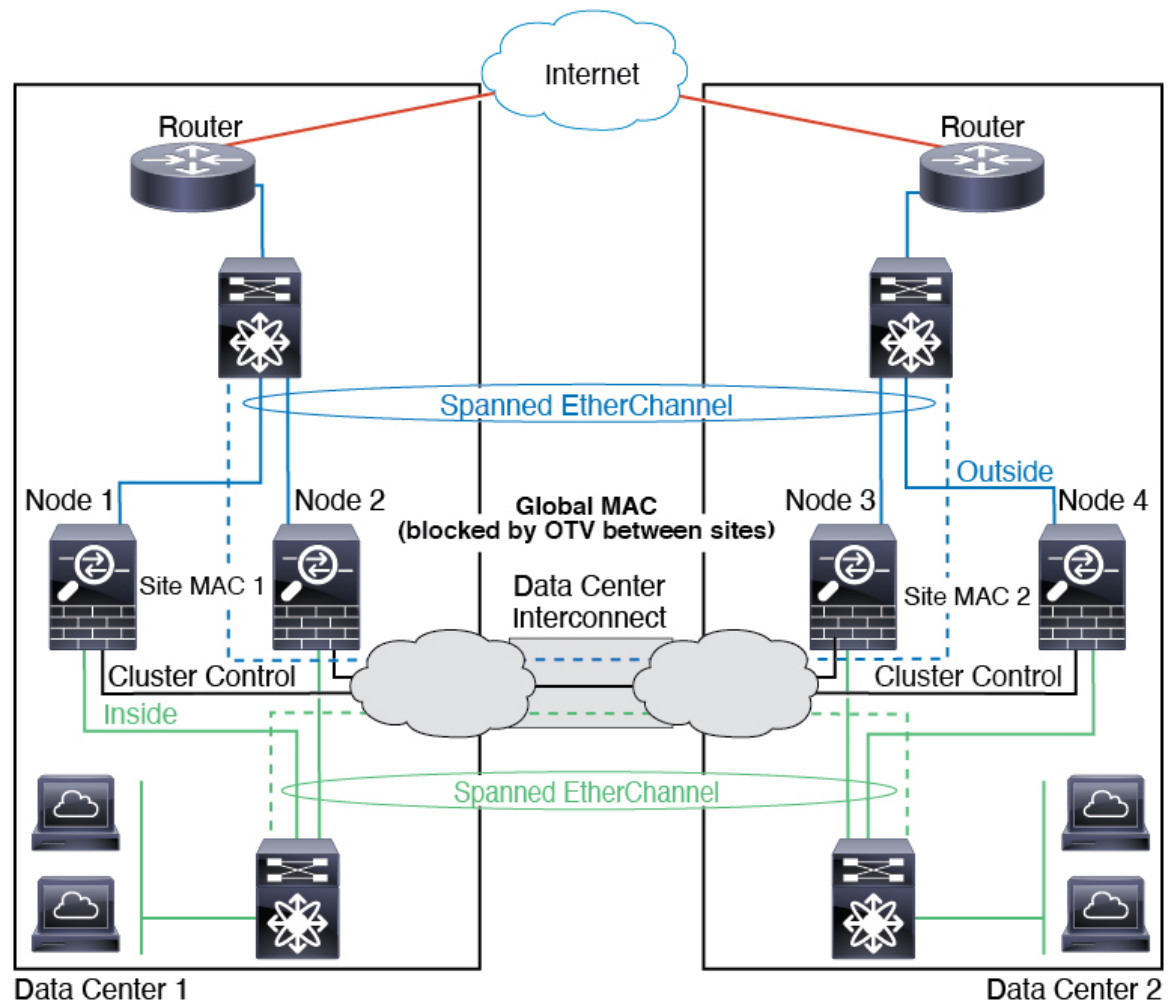 Internet
Router
Router
Spanned EtherChannel
Outside
Node 1
Node 2
Global MAC
(blocked by OTV between sites)
Node 3
Node 4
Site MAC 1
Data Center
Interconnect
Site MAC 2
Cluster Control
Cluster Control
Inside
Spanned EtherChannel
Data Center 1
Data Center 2